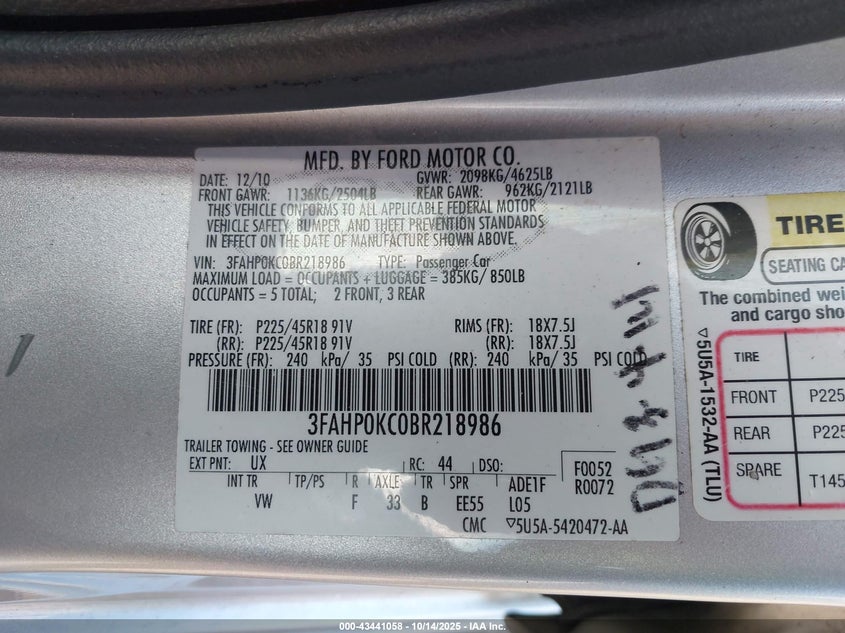 MFD. BY FORD MOTOR CO.
DATE: 12/10 GVWR: 2098KG/4625LB
FRONT GAWR: 1136KG/2504LB REAR GAWR: 962KG/2121LB
THIS VEHICLE CONFORMS TO ALL APPLICABLE FEDERAL MOTOR
VEHICLE SAFETY, BUMPER, AND THEFT PREVENTION STANDARDS
IN EFFECT ON THE DATE OF MANUFACTURE SHOWN ABOVE.
VIN: 3FAHP0KC0BR218986 TYPE: Passenger Car
MAXIMUM LOAD = OCCUPANTS + LUGGAGE = 385KG/ 850LB
OCCUPANTS = 5 TOTAL; 2 FRONT, 3 REAR
TIRE (FR): P225/45R18 91V RIMS (FR): 18X7.5J
(RR): P225/45R18 91V (RR): 18X7.5J
PRESSURE (FR): 240 kPa/ 35 PSI COLD (RR): 240 kPa/ 35 PSI COLD
3FAHP0KC0BR218986
TRAILER TOWING - SEE OWNER GUIDE
EXT PNT: UX RC: 44 DSO: F0052
R0072
INT TR TP/PS R AXLE TR SPR ADE1F
VW F 33 B EE55 L05
CMC ▽5U5A-5420472-AA
TIRE
SEATING CA
The combined wei
and cargo sho
▽5U5A-1532-AA (TLU)
TIRE
FRONT P225
REAR P225
SPARE T145
000-43441058 - 10/14/2025 - IAA Inc.